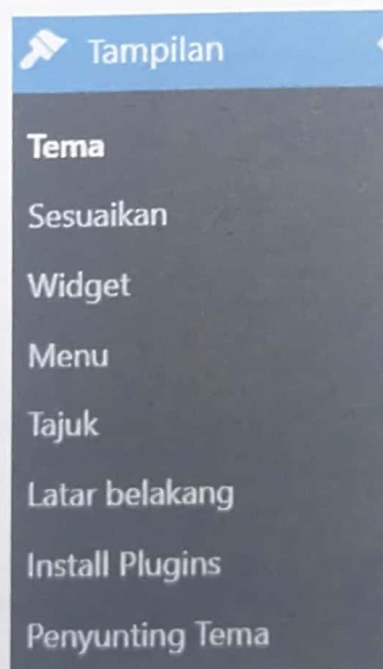 Tampilan
Tema
Sesuaikan
Widget
Menu
Tajuk
Latar belakang
Install Plugins
Penyunting Tema